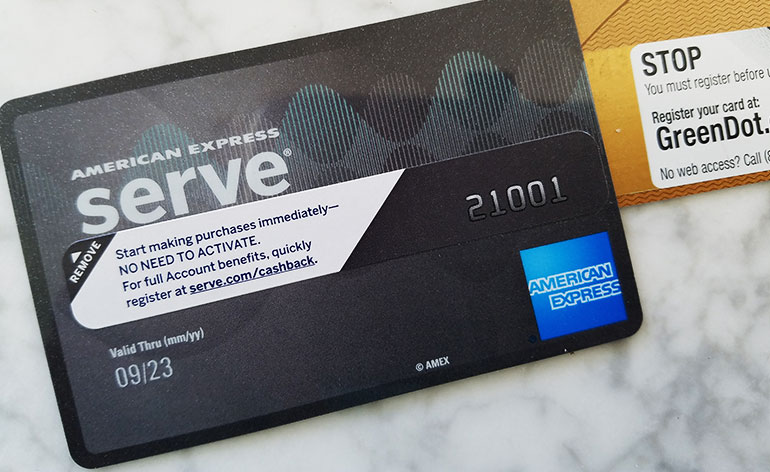 AMERICAN EXPRESS
serve®
REMOVE
Start making purchases immediately—
NO NEED TO ACTIVATE.
For full Account benefits, quickly
register at serve.com/cashback.
21001
AMERICAN
EXPRESS
Valid Thru (mm/yy)
09/23
© AMEX
STOP
You must register before
Register your card at:
GreenDot.
No web access? Call (8